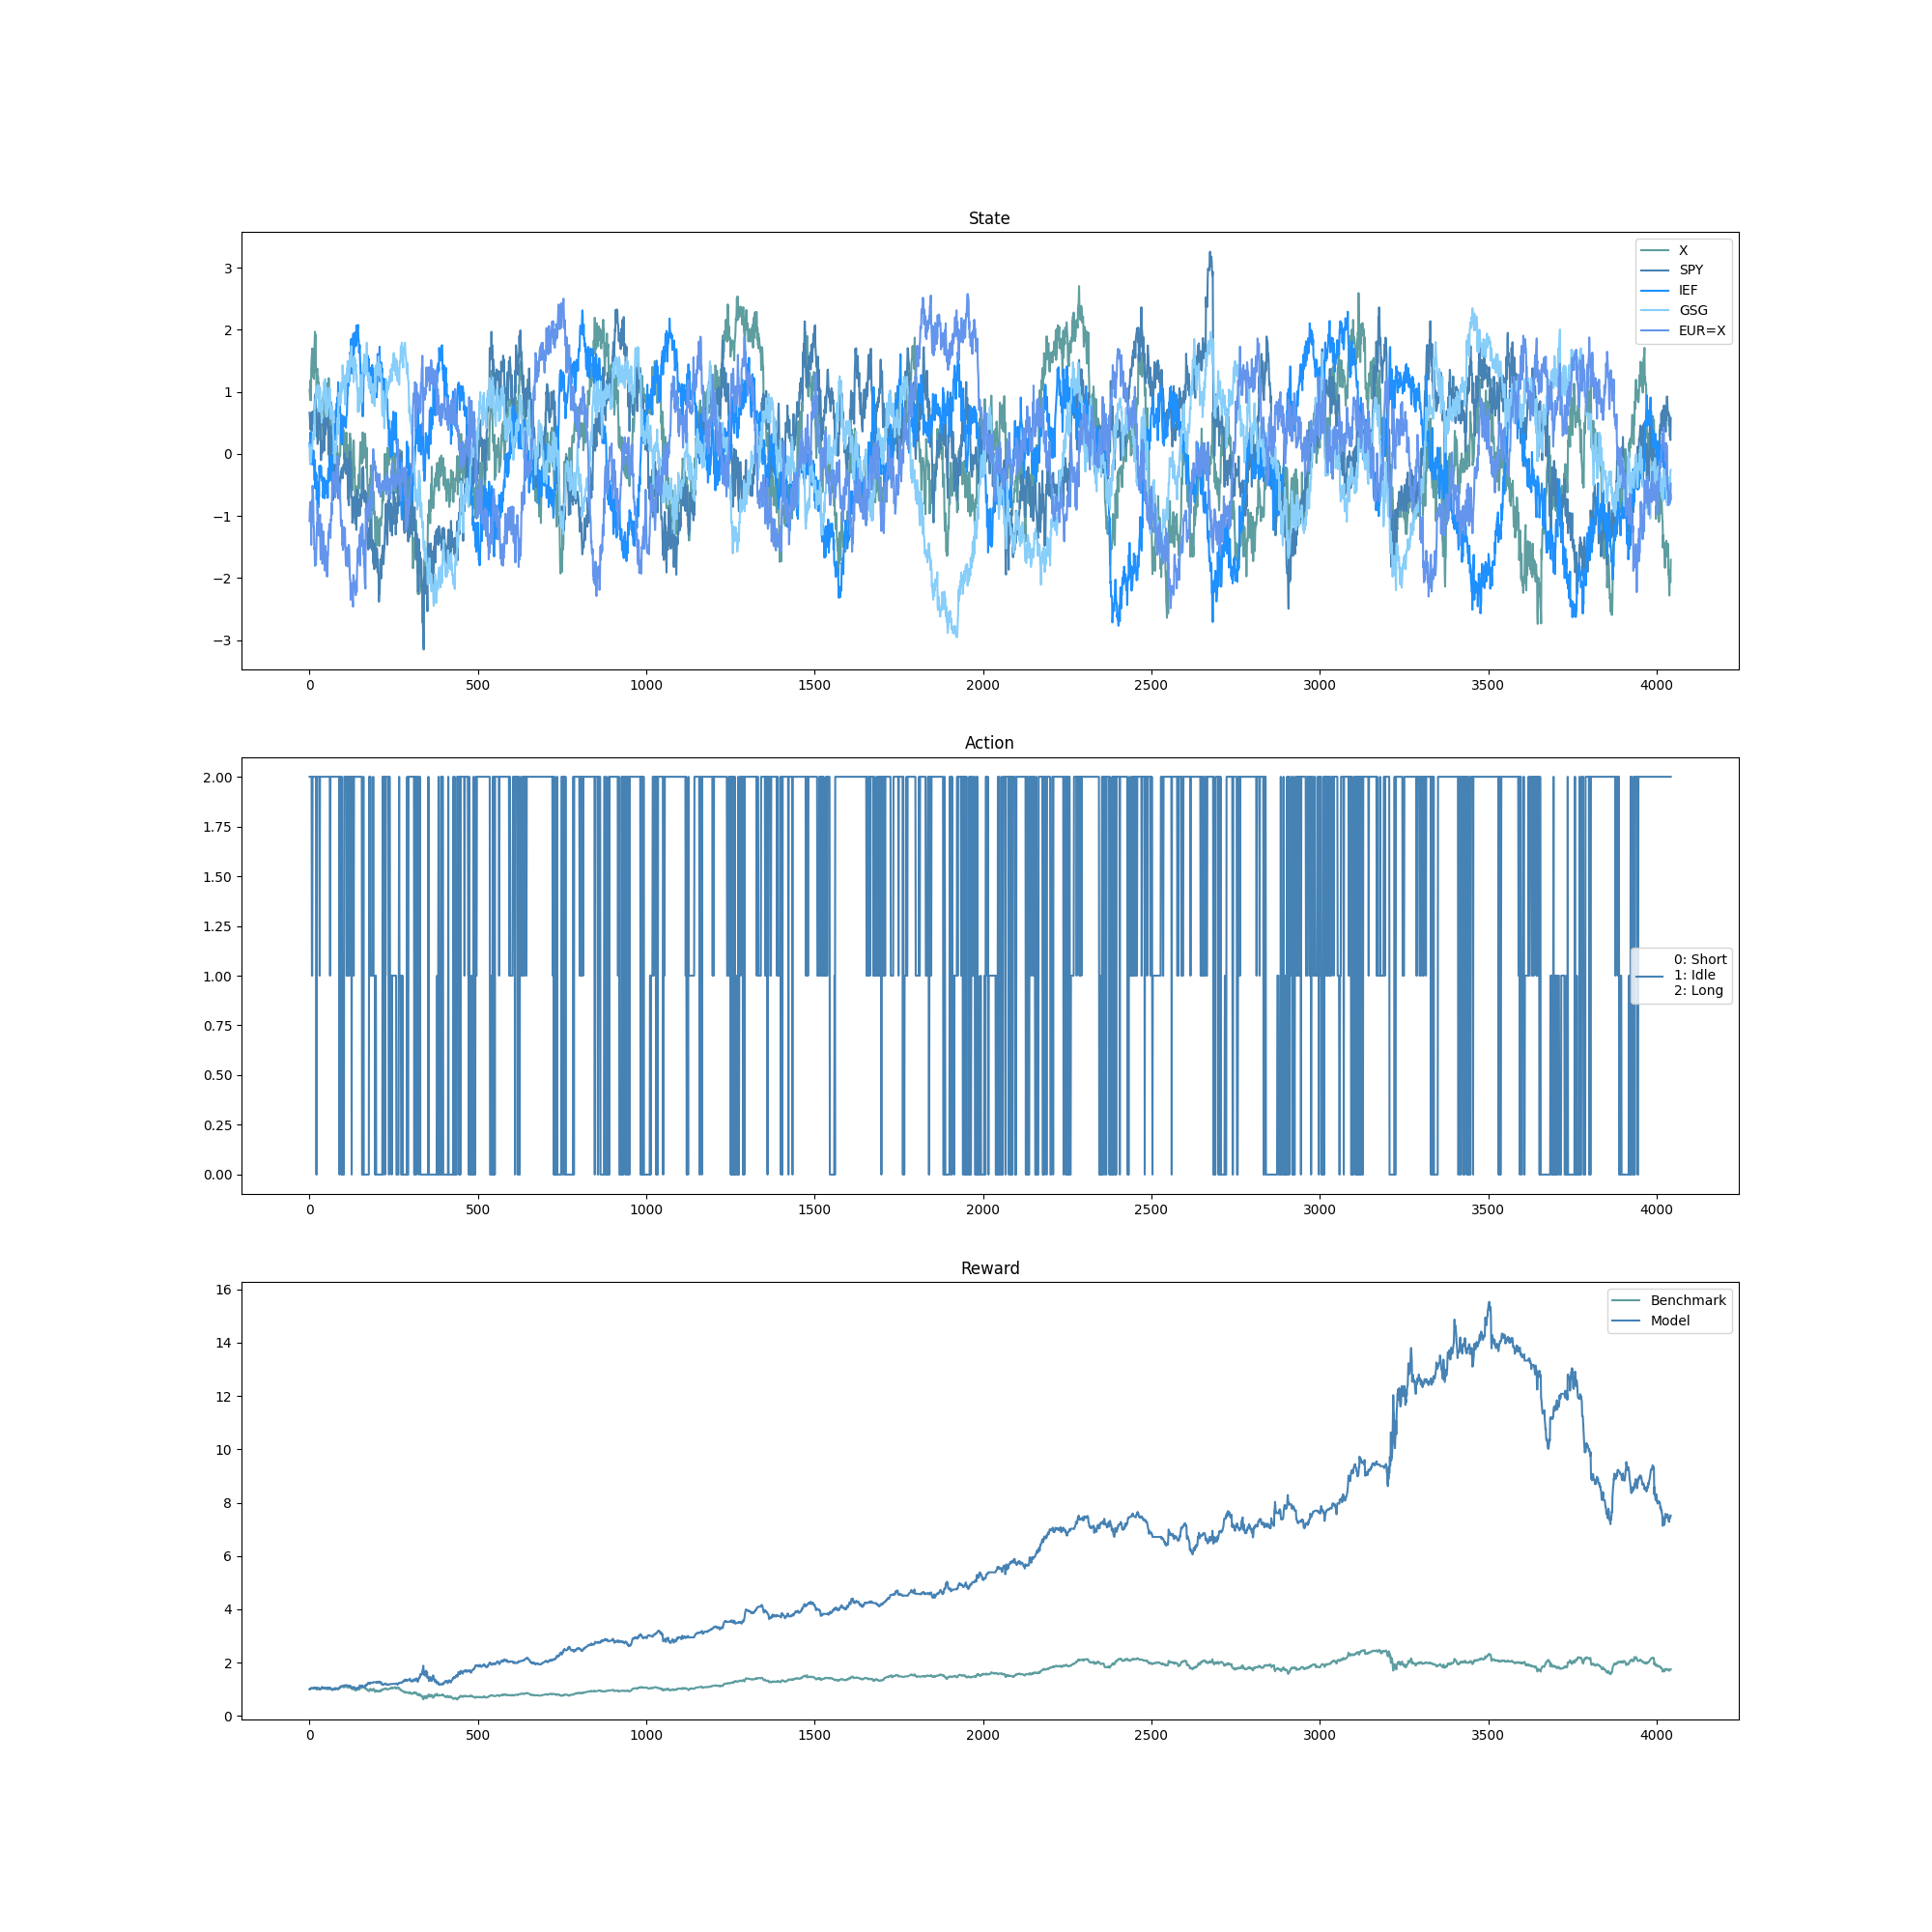 State
3
2
1
0
−1
−2
−3
X
SPY
IEF
GSG
EUR=X
0 500 1000 1500 2000 2500 3000 3500 4000
Action
2.00
1.75
1.50
1.25
1.00
0.75
0.50
0.25
0.00
0: Short
1: Idle
2: Long
0 500 1000 1500 2000 2500 3000 3500 4000
Reward
16
14
12
10
8
6
4
2
0
Benchmark
Model
0 500 1000 1500 2000 2500 3000 3500 4000